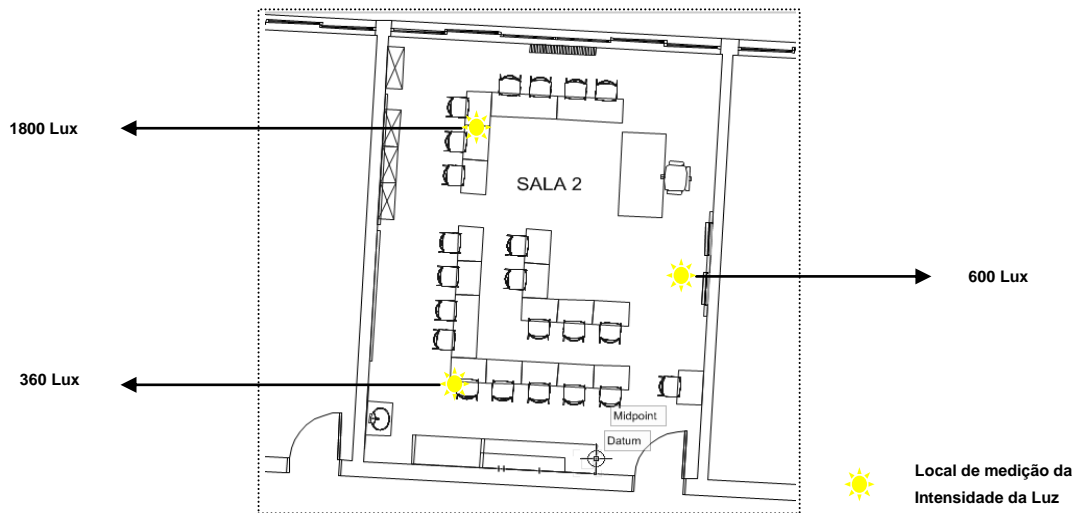 1800 Lux
SALA 2
600 Lux
360 Lux
Midpoint
Datum
Local de medição da
Intensidade da Luz